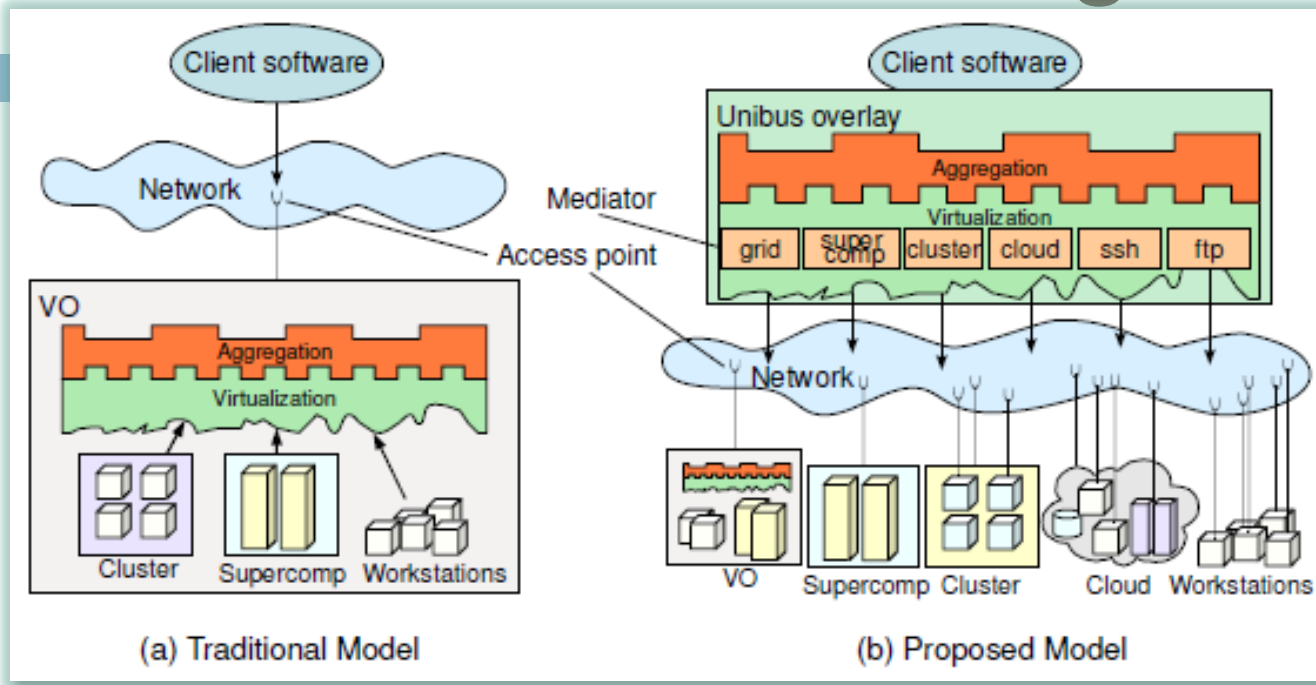 Client software
Network
VO
Aggregation
Virtualization
Cluster
Supercomp
Workstations
(a) Traditional Model
Mediator
Access point
Client software
Unibus overlay
Aggregation
Virtualization
grid
super
comp
cluster
cloud
ssh
ftp
Network
VO
Supercomp
Cluster
Cloud
Workstations
(b) Proposed Model